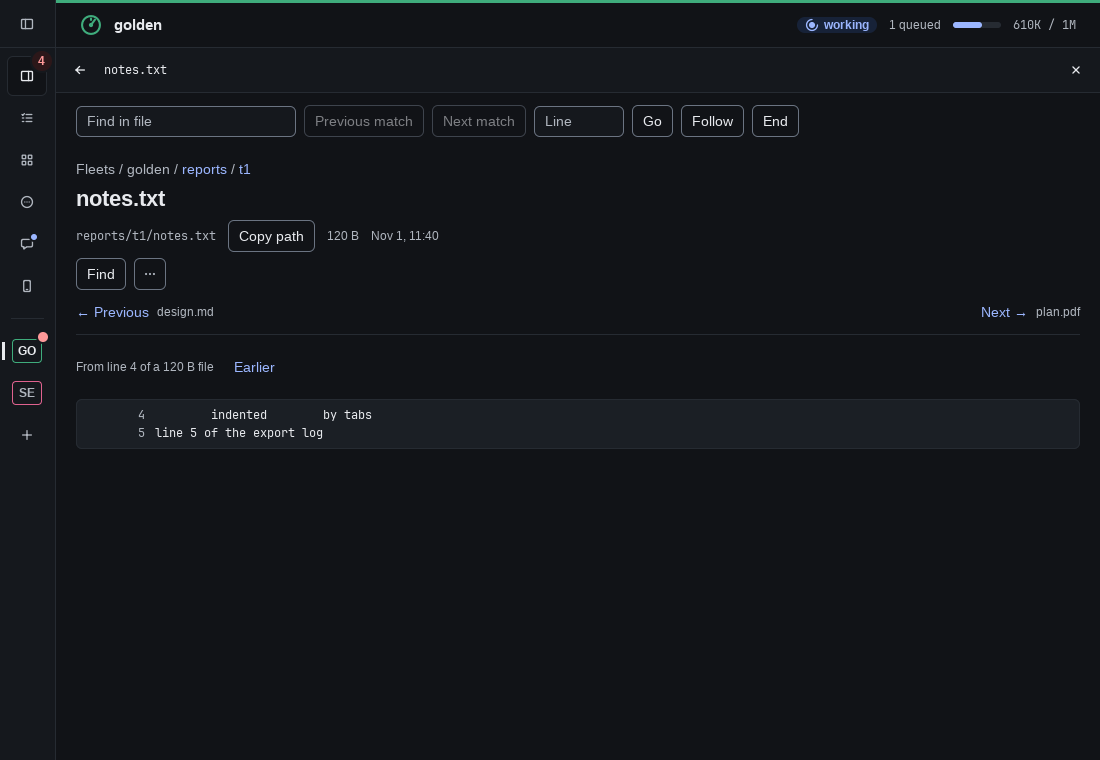 golden
working
1 queued
610K / 1M
4
notes.txt
Find in file
Previous match
Next match
Line
Go
Follow
End
Fleets / golden / reports / t1
notes.txt
reports/t1/notes.txt
Copy path
120 B
Nov 1, 11:40
Find
···
← Previous design.md
Next → plan.pdf
GO
From line 4 of a 120 B file
Earlier
SE
4 indented by tabs
5 line 5 of the export log